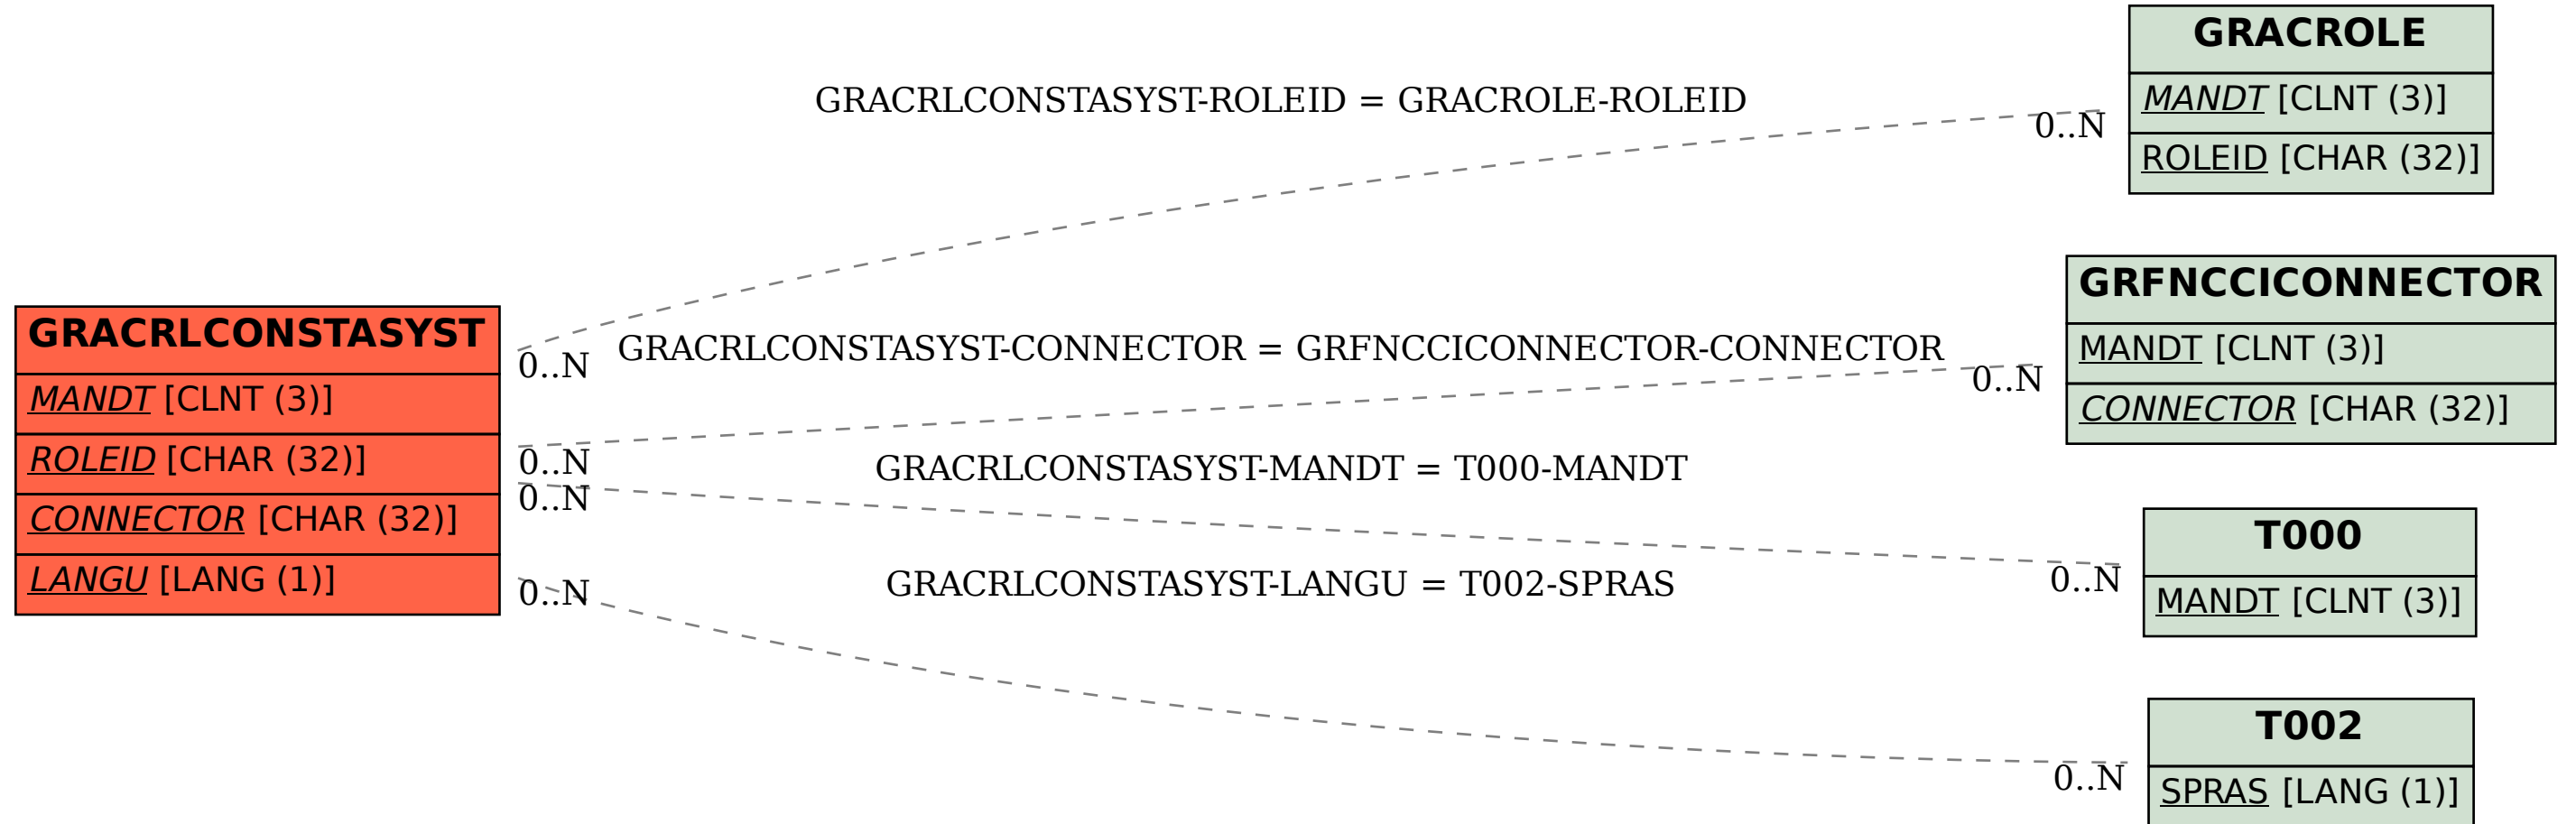 GRACROLE
MANDT [CLNT (3)]
ROLEID [CHAR (32)]
GRACRLCONSTASYST-ROLEID = GRACROLE-ROLEID
0..N
GRFNCCICONNECTOR
MANDT [CLNT (3)]
CONNECTOR [CHAR (32)]
GRACRLCONSTASYST
MANDT [CLNT (3)]
ROLEID [CHAR (32)]
CONNECTOR [CHAR (32)]
LANGU [LANG (1)]
0..N
GRACRLCONSTASYST-CONNECTOR = GRFNCCICONNECTOR-CONNECTOR
0..N
0..N
GRACRLCONSTASYST-MANDT = T000-MANDT
0..N
0..N
T000
MANDT [CLNT (3)]
GRACRLCONSTASYST-LANGU = T002-SPRAS
0..N
0..N
T002
SPRAS [LANG (1)]